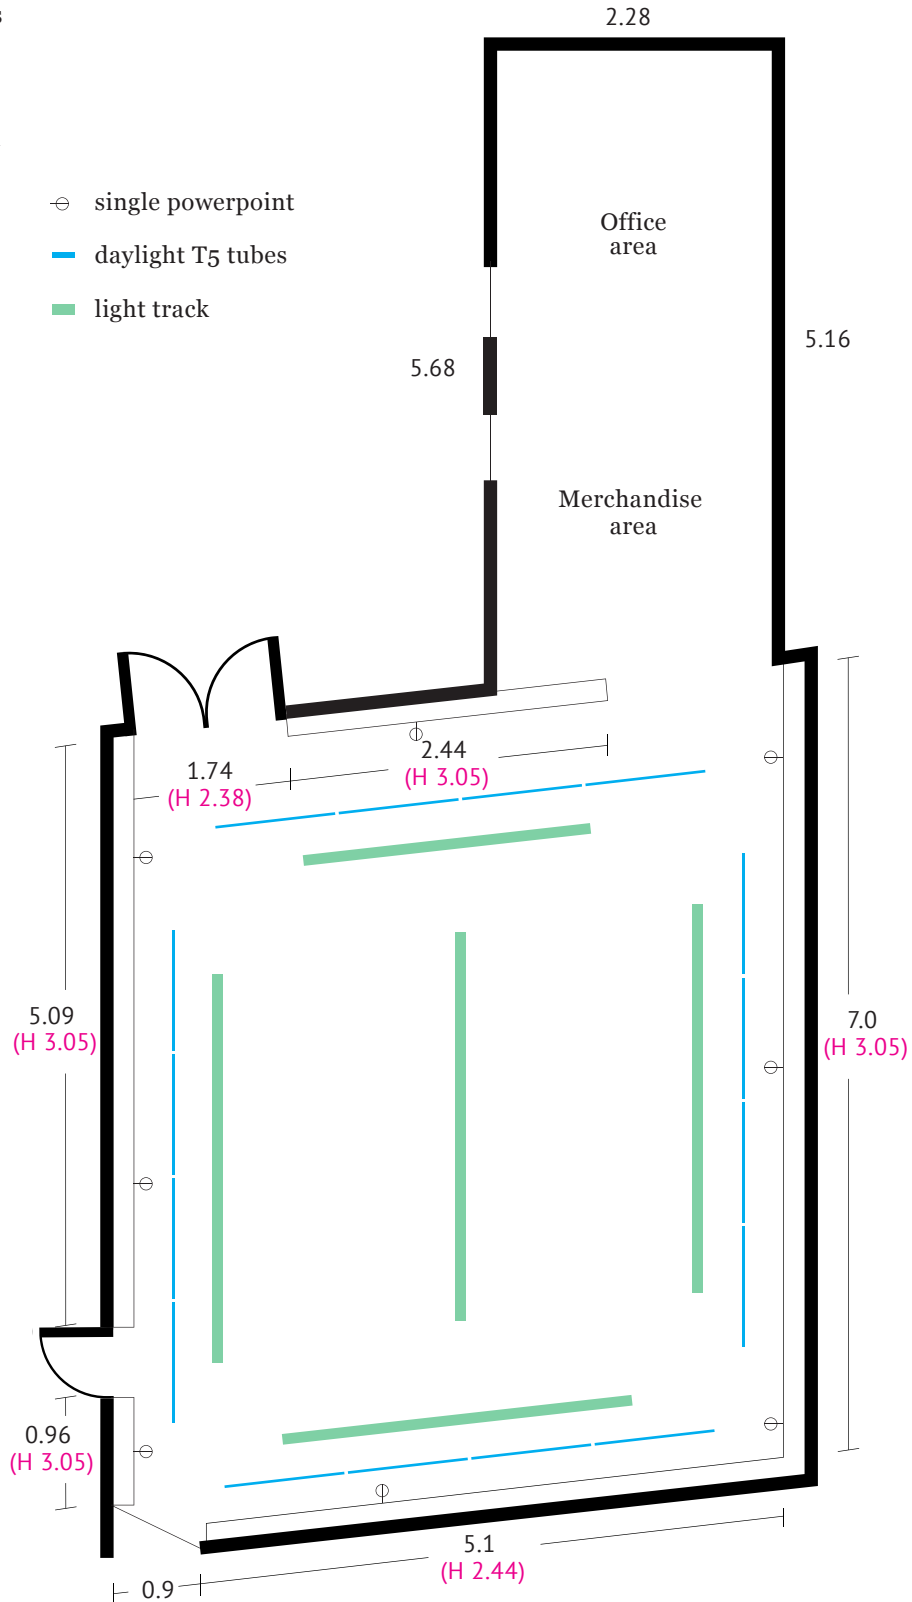 2.28
single powerpoint
daylight T5 tubes
light track
Office
area
5.16
5.68
Merchandise
area
2.44
(H 3.05)
1.74
(H 2.38)
5.09
(H 3.05)
7.0
(H 3.05)
0.96
(H 3.05)
5.1
(H 2.44)
0.9